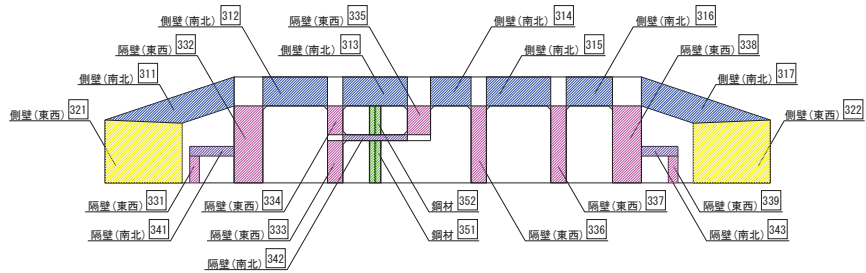 側壁(南北) 312
隔壁(東西) 335
側壁(南北) 314
側壁(南北) 316
隔壁(東西) 332
側壁(南北) 313
側壁(南北) 315
隔壁(東西) 338
側壁(南北) 311
側壁(南北) 317
側壁(東西) 321
側壁(東西) 322
隔壁(東西) 331
隔壁(東西) 334
鋼材 352
隔壁(東西) 337
隔壁(東西) 339
隔壁(南北) 341
隔壁(東西) 333
鋼材 351
隔壁(東西) 336
隔壁(南北) 343
隔壁(南北) 342